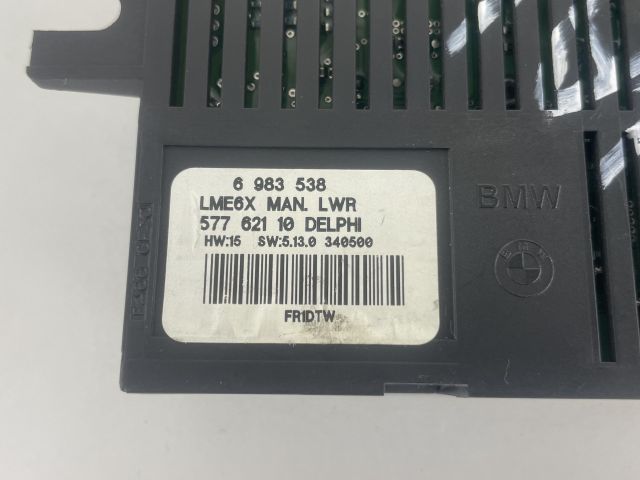 6 983 538
LME6X MAN. LWR
577 621 10 DELPHI
HW:15 SW:5.13.0 340500
FR1DTW
BMW
BMW